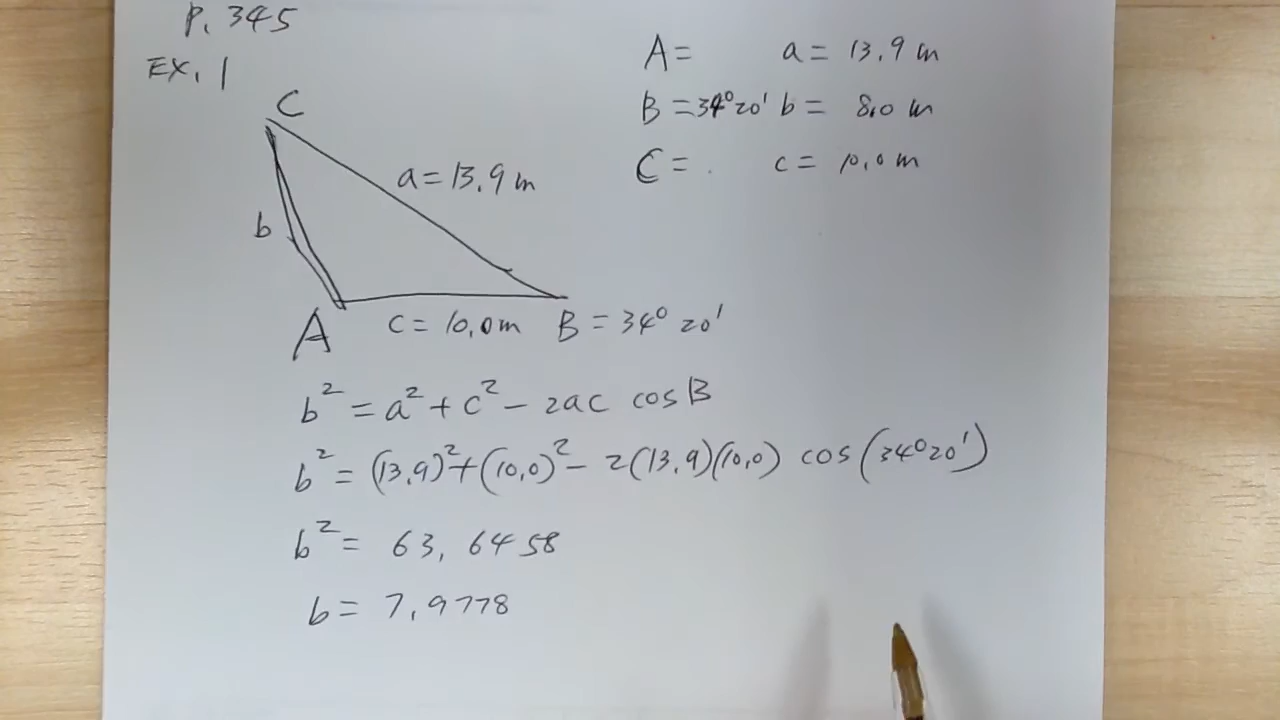 P. 345
EX. 1
A = a = 13.9 m
B = 34°20' b = 8.0 m
C = . c = 10.0 m
C
a = 13.9 m
b
A c = 10.0 m B = 34° 20'
b² = a² + c² - 2ac cos B
b² = (13.9)² + (10.0)² - 2(13.9)(10.0) cos(34°20')
b² = 63.6458
b = 7.9778